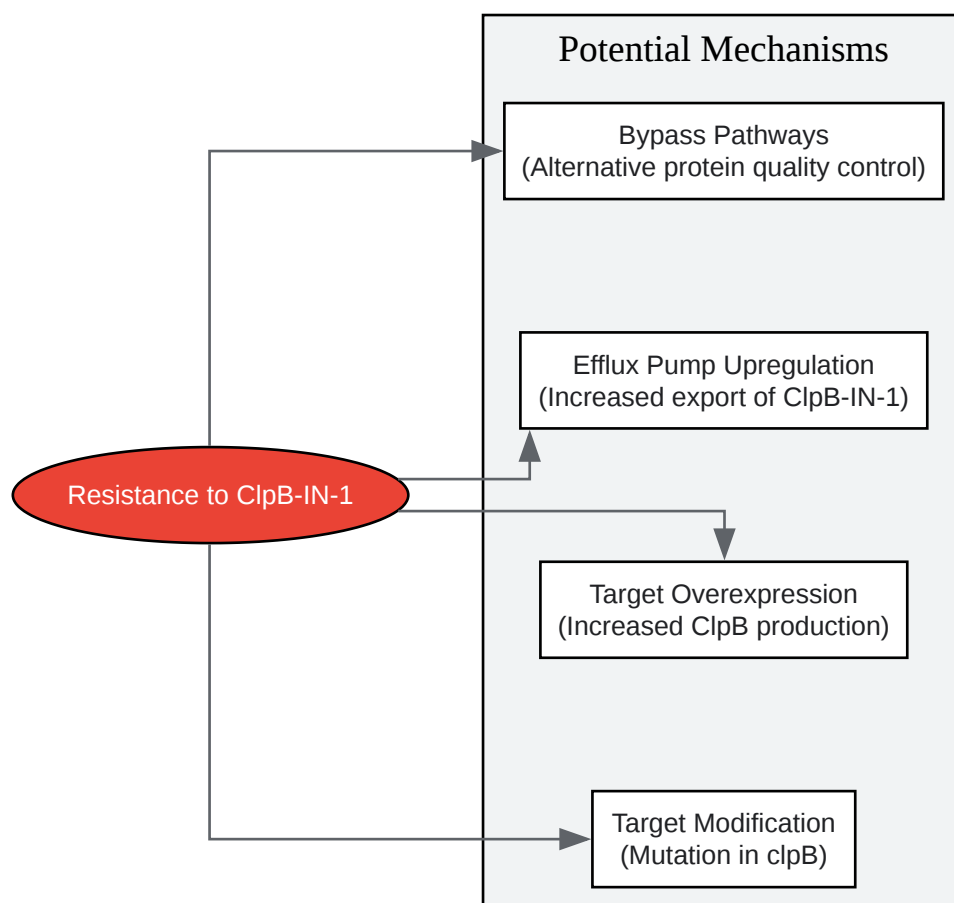 Potential Mechanisms
Bypass Pathways
(Alternative protein quality control)
Efflux Pump Upregulation
(Increased export of ClpB-IN-1)
Resistance to ClpB-IN-1
Target Overexpression
(Increased ClpB production)
Target Modification
(Mutation in clpB)